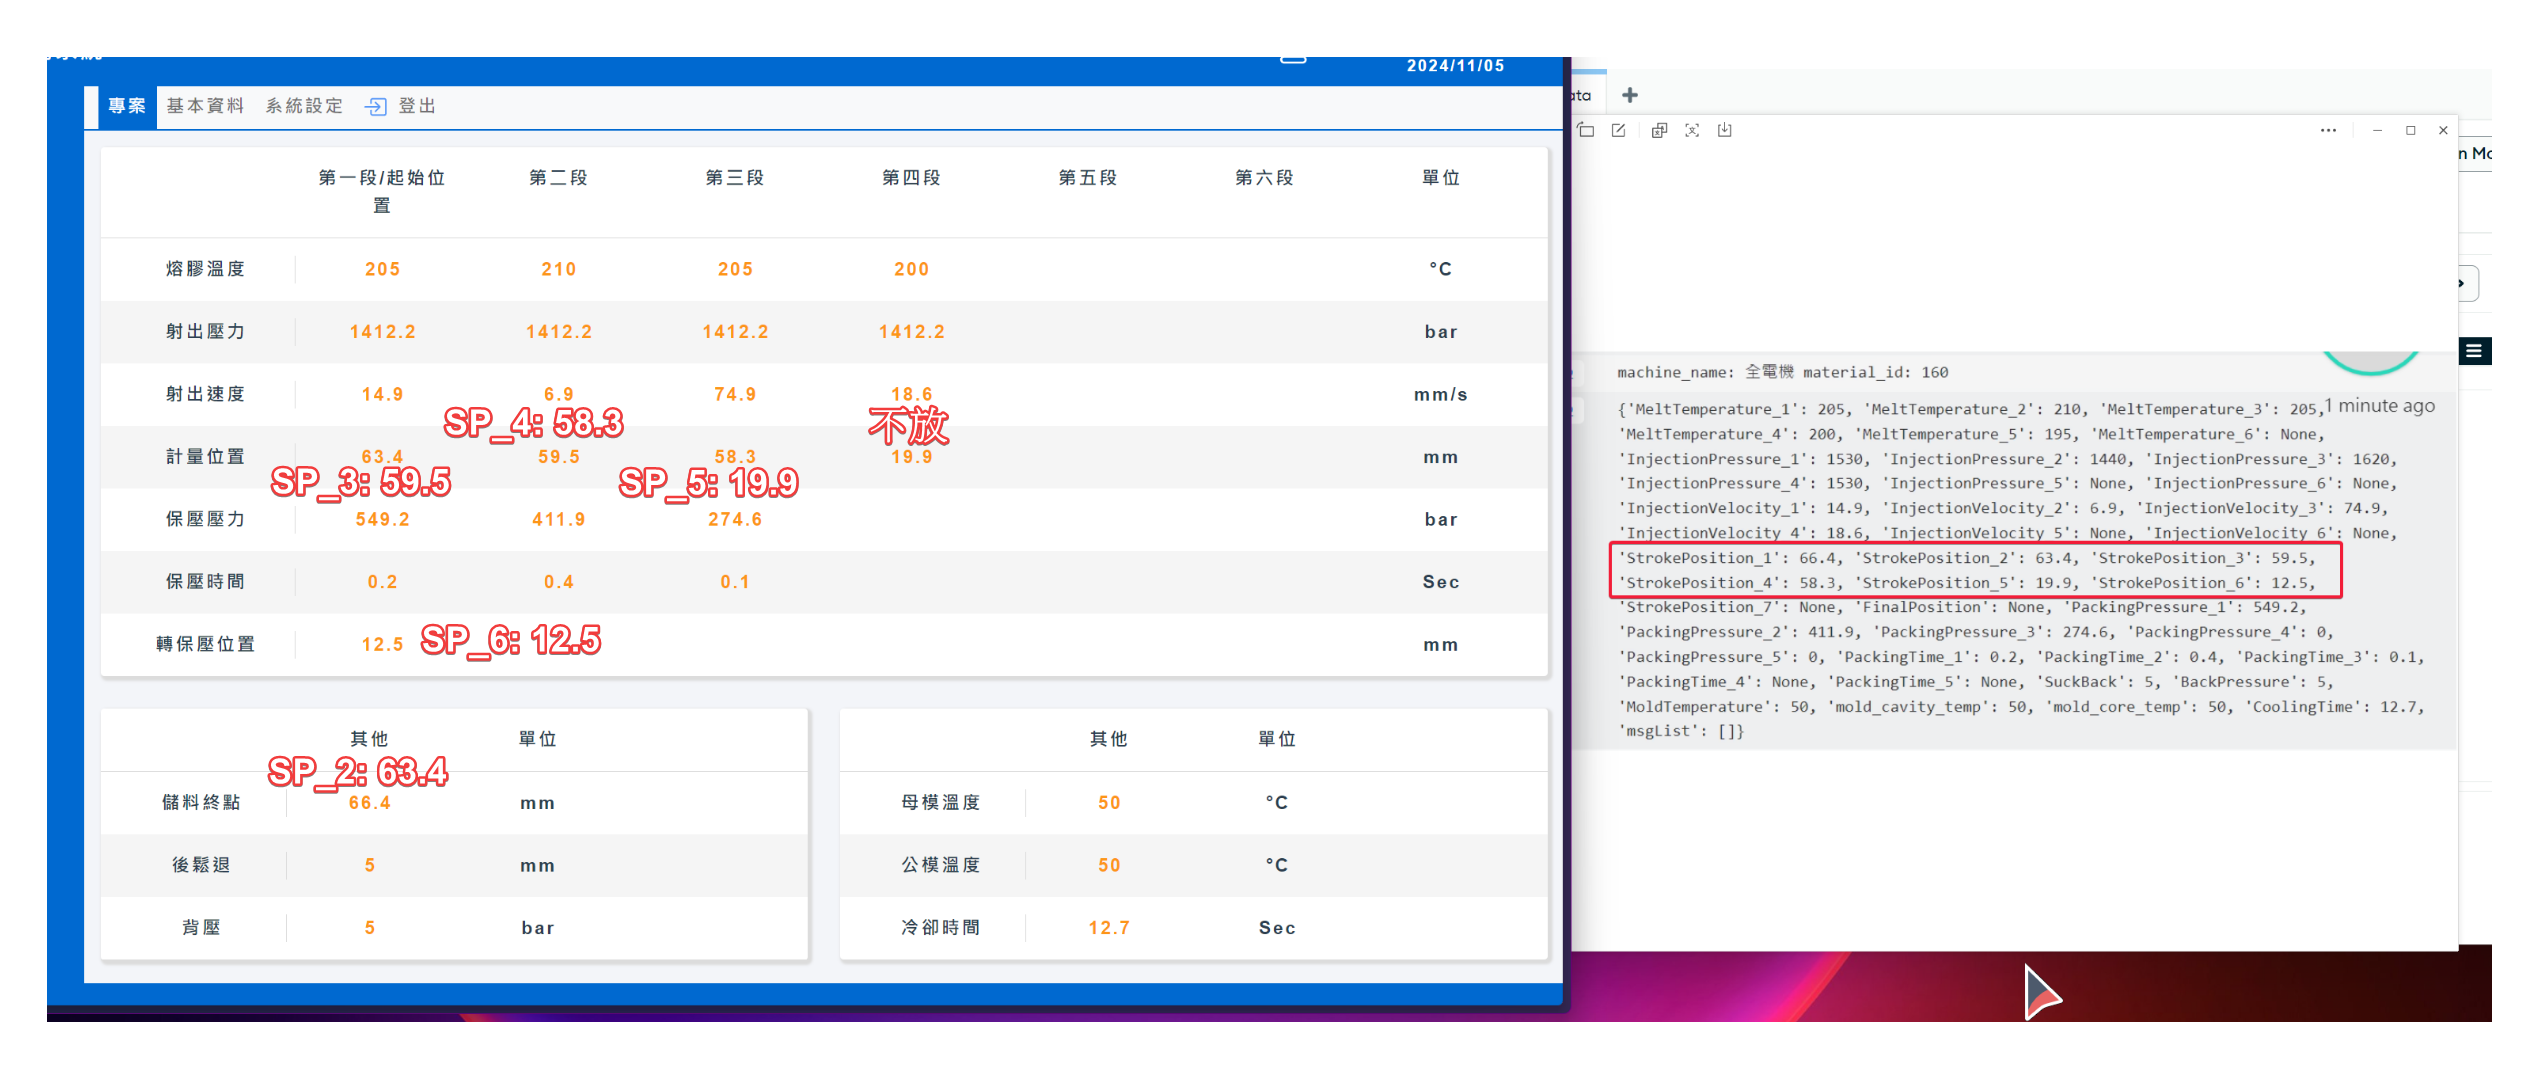 2024/11/05
專案 基本資料 系統設定 登出
第一段/起始位置 第二段 第三段 第四段 第五段 第六段 單位
熔膠溫度 205 210 205 200 °C
射出壓力 1412.2 1412.2 1412.2 1412.2 bar
射出速度 14.9 6.9 74.9 18.6 mm/s
SP_4: 58.3 不放
計量位置 63.4 59.5 58.3 19.9 mm
SP_3: 59.5 SP_5: 19.9
保壓壓力 549.2 411.9 274.6 bar
保壓時間 0.2 0.4 0.1 Sec
轉保壓位置 12.5 SP_6: 12.5 mm
其他 單位
SP_2: 63.4
儲料終點 66.4 mm
後鬆退 5 mm
背壓 5 bar
其他 單位
母模溫度 50 °C
公模溫度 50 °C
冷卻時間 12.7 Sec
ata +
n Mo
machine_name: 全電機 material_id: 160
1 minute ago
{'MeltTemperature_1': 205, 'MeltTemperature_2': 210, 'MeltTemperature_3': 205,
'MeltTemperature_4': 200, 'MeltTemperature_5': 195, 'MeltTemperature_6': None,
'InjectionPressure_1': 1530, 'InjectionPressure_2': 1440, 'InjectionPressure_3': 1620,
'InjectionPressure_4': 1530, 'InjectionPressure_5': None, 'InjectionPressure_6': None,
'InjectionVelocity_1': 14.9, 'InjectionVelocity_2': 6.9, 'InjectionVelocity_3': 74.9,
'InjectionVelocity_4': 18.6, 'InjectionVelocity_5': None, 'InjectionVelocity_6': None,
'StrokePosition_1': 66.4, 'StrokePosition_2': 63.4, 'StrokePosition_3': 59.5,
'StrokePosition_4': 58.3, 'StrokePosition_5': 19.9, 'StrokePosition_6': 12.5,
'StrokePosition_7': None, 'FinalPosition': None, 'PackingPressure_1': 549.2,
'PackingPressure_2': 411.9, 'PackingPressure_3': 274.6, 'PackingPressure_4': 0,
'PackingPressure_5': 0, 'PackingTime_1': 0.2, 'PackingTime_2': 0.4, 'PackingTime_3': 0.1,
'PackingTime_4': None, 'PackingTime_5': None, 'SuckBack': 5, 'BackPressure': 5,
'MoldTemperature': 50, 'mold_cavity_temp': 50, 'mold_core_temp': 50, 'CoolingTime': 12.7,
'msgList': []}